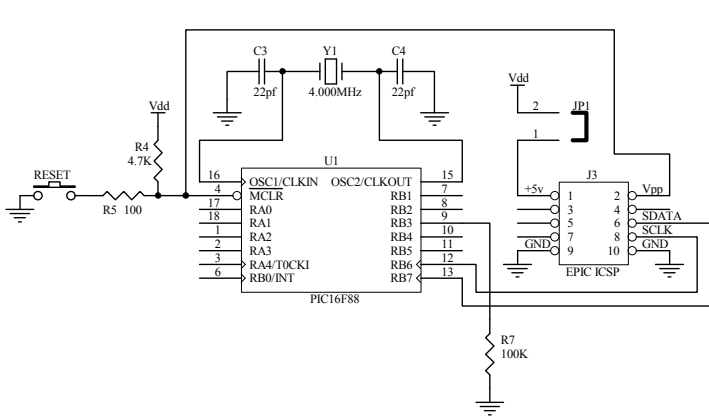 C3
Y1
C4
22pf
4.000MHz
22pf
Vdd
Vdd
2
JP1
1
R4
4.7K
U1
J3
RESET
R5 100
16 OSC1/CLKIN OSC2/CLKOUT 15
4 MCLR RB1 7
17 RA0 RB2 8
18 RA1 RB3 9
1 RA2 RB4 10
2 RA3 RB5 11
3 RA4/T0CKI RB6 12
6 RB0/INT RB7 13
PIC16F88
+5v 1 2 Vpp
3 4
5 6 SDATA
7 8 SCLK
GND 9 10 GND
EPIC ICSP
R7
100K